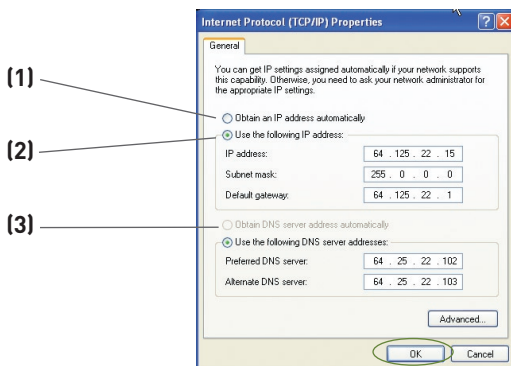 Internet Protocol (TCP/IP) Properties
General
You can get IP settings assigned automatically if your network supports
this capability. Otherwise, you need to ask your network administrator for
the appropriate IP settings.
(1)
Obtain an IP address automatically
(2)
Use the following IP address:
IP address: 64 . 125 . 22 . 15
Subnet mask: 255 . 0 . 0 . 0
Default gateway: 64 . 125 . 22 . 1
(3)
Obtain DNS server address automatically
Use the following DNS server addresses:
Preferred DNS server: 64 . 25 . 22 . 102
Alternate DNS server: 64 . 25 . 22 . 103
Advanced...
OK Cancel